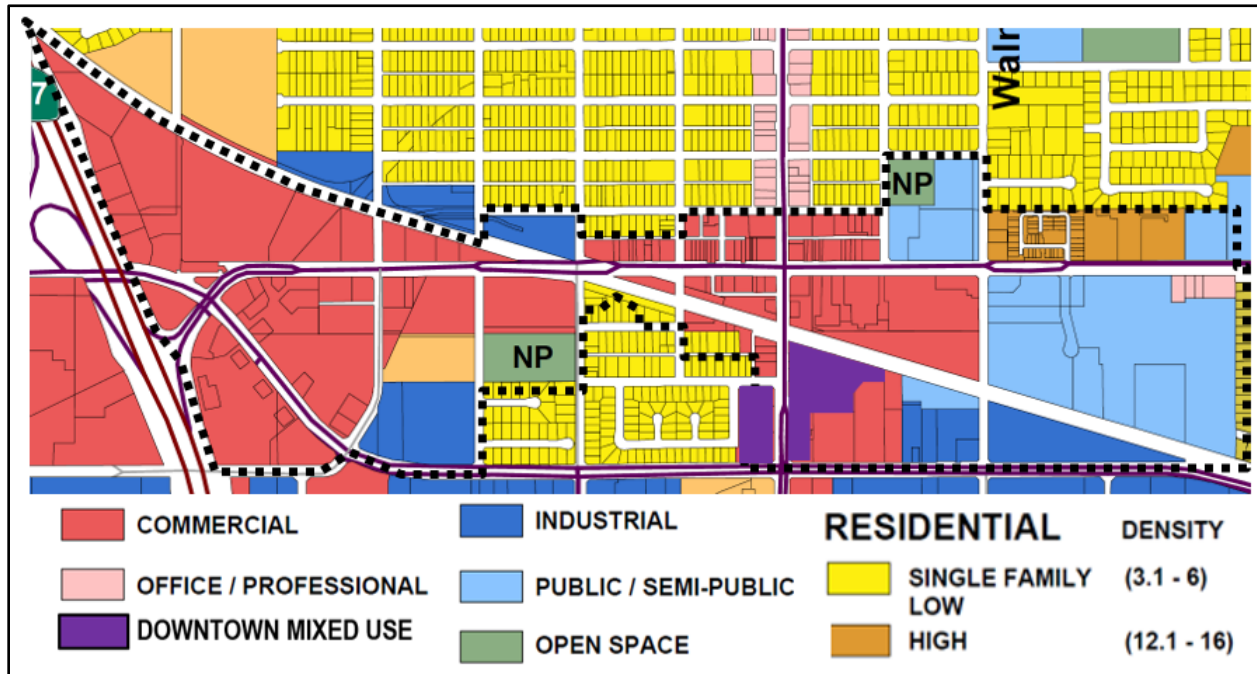 Walr
7
NP
NP
COMMERCIAL
INDUSTRIAL
RESIDENTIAL
DENSITY
OFFICE / PROFESSIONAL
PUBLIC / SEMI-PUBLIC
SINGLE FAMILY
LOW
(3.1 - 6)
DOWNTOWN MIXED USE
OPEN SPACE
HIGH
(12.1 - 16)